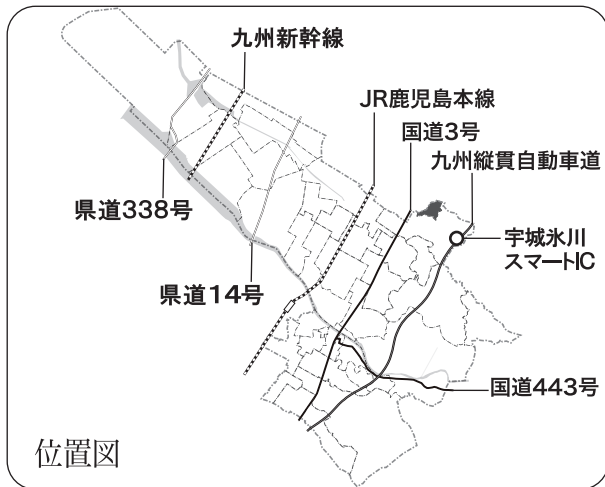 九州新幹線
JR鹿児島本線
国道3号
九州縦貫自動車道
県道338号
宇城氷川
スマートIC
県道14号
国道443号
位置図